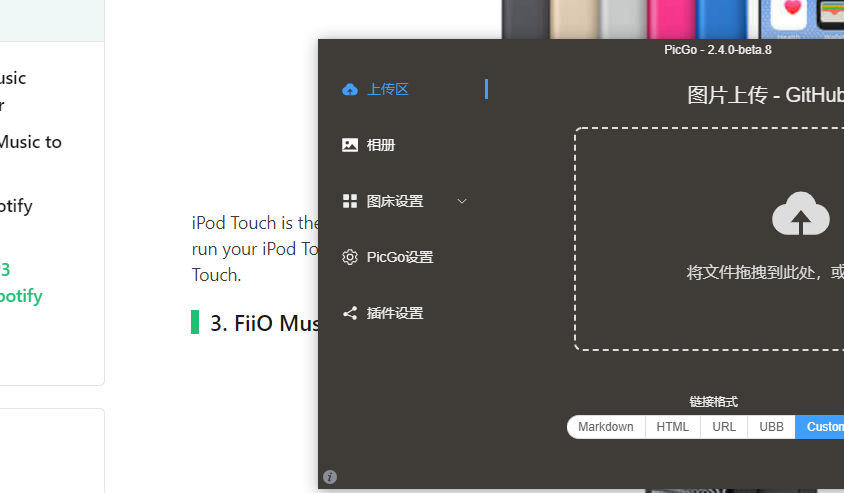 usic
r
Music to
otify
3
potify
iPod Touch is the
run your iPod To
Touch.
3. FiiO Mus
PicGo - 2.4.0-beta.8
上传区
相册
图床设置
PicGo设置
插件设置
图片上传 - GitHub
将文件拖拽到此处，或
链接格式
Markdown HTML URL UBB Custom
Health